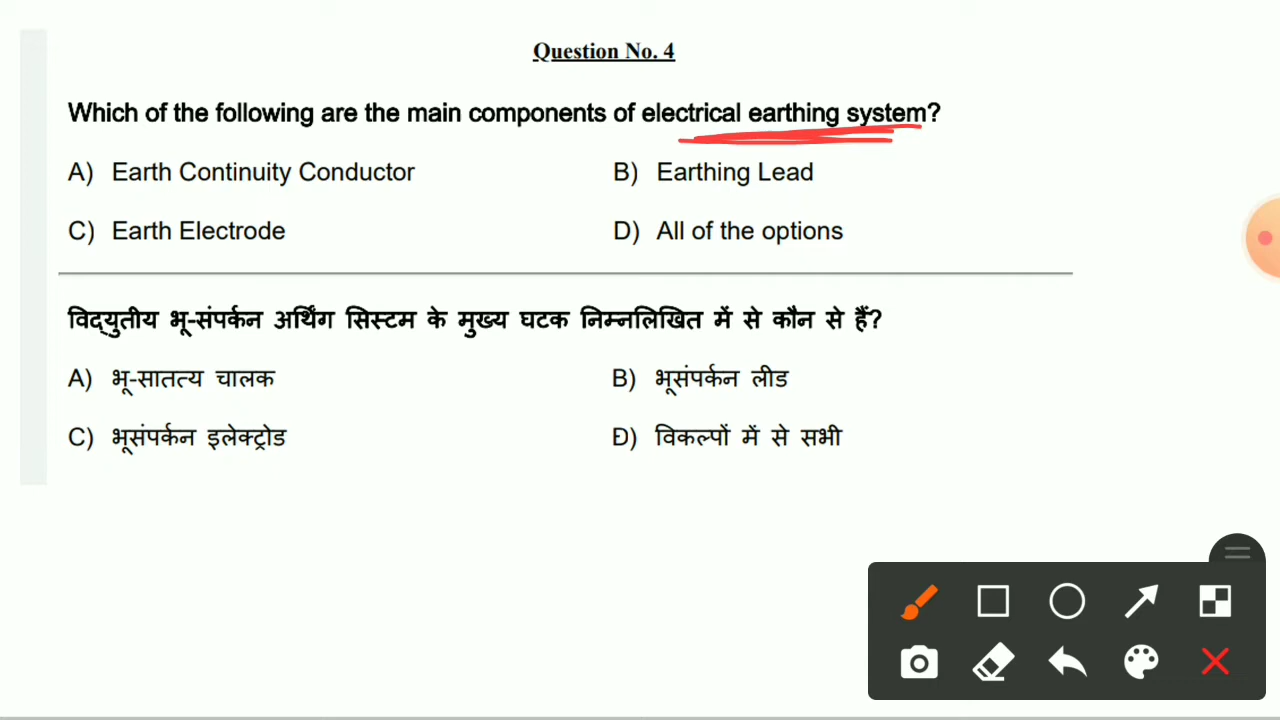 Question No. 4
Which of the following are the main components of electrical earthing system?
A) Earth Continuity Conductor B) Earthing Lead
C) Earth Electrode D) All of the options
विद्युतीय भू-संपर्कन अर्थिंग सिस्टम के मुख्य घटक निम्नलिखित में से कौन से हैं?
A) भू-सातत्य चालक B) भूसंपर्कन लीड
C) भूसंपर्कन इलेक्ट्रोड D) विकल्पों में से सभी